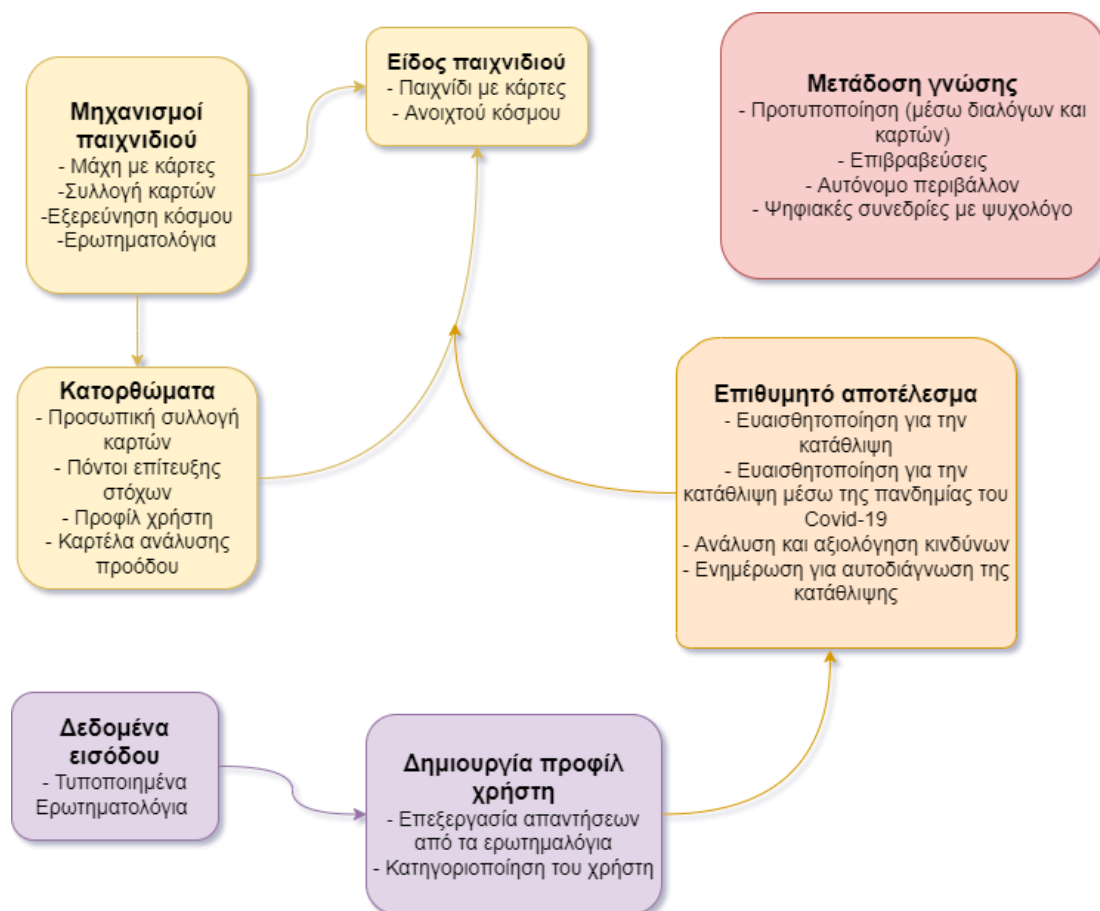 Μηχανισμοί
παιχνιδιού
- Μάχη με κάρτες
-Συλλογή καρτών
-Εξερεύνηση κόσμου
-Ερωτηματολόγια
Είδος παιχνιδιού
- Παιχνίδι με κάρτες
- Ανοιχτού κόσμου
Μετάδοση γνώσης
- Προτυποποίηση (μέσω διαλόγων και
καρτών)
- Επιβραβεύσεις
- Αυτόνομο περιβάλλον
- Ψηφιακές συνεδρίες με ψυχολόγο
Κατορθώματα
- Προσωπική συλλογή
καρτών
- Πόντοι επίτευξης
στόχων
- Προφίλ χρήστη
- Καρτέλα ανάλυσης
προόδου
Επιθυμητό αποτέλεσμα
- Ευαισθητοποίηση για την
κατάθλιψη
- Ευαισθητοποίηση για την
κατάθλιψη μέσω της πανδημίας του
Covid-19
- Ανάλυση και αξιολόγηση κινδύνων
- Ενημέρωση για αυτοδιάγνωση της
κατάθλιψης
Δεδομένα
εισόδου
- Τυποποιημένα
Ερωτηματολόγια
Δημιουργία προφίλ
χρήστη
- Επεξεργασία απαντήσεων
από τα ερωτημαλόγια
- Κατηγοριοποίηση του χρήστη